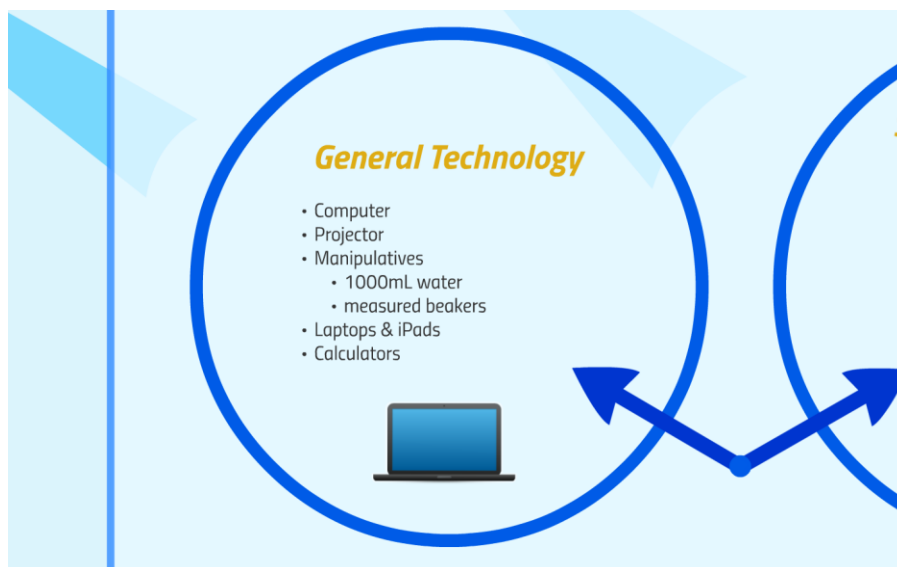 General Technology
• Computer
• Projector
• Manipulatives
• 1000mL water
• measured beakers
• Laptops & iPads
• Calculators